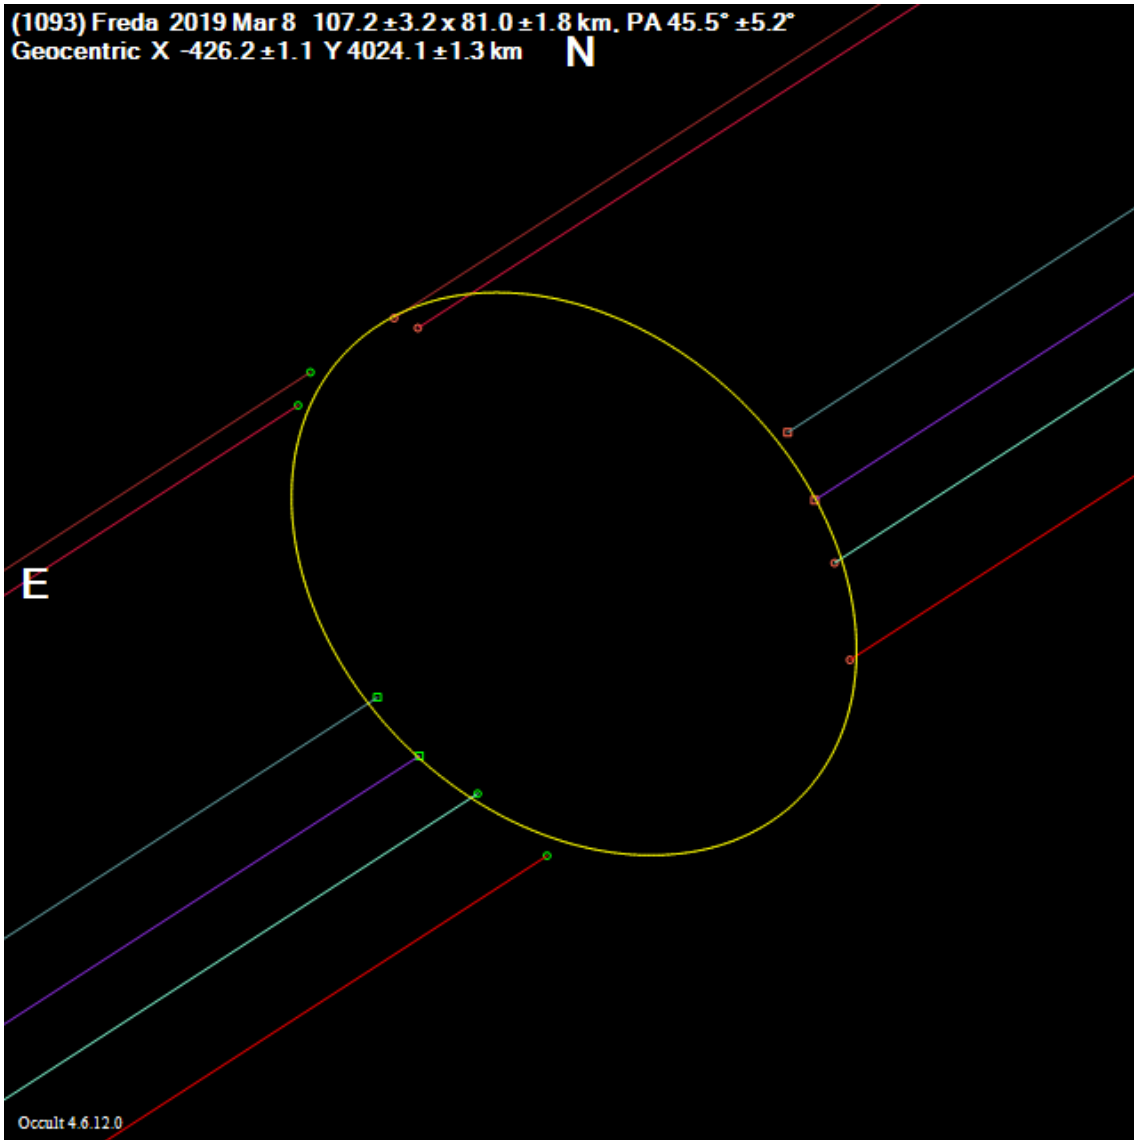 (1093) Freda 2019 Mar 8 107.2 ±3.2 x 81.0 ±1.8 km, PA 45.5° ±5.2°
Geocentric X -426.2 ±1.1 Y 4024.1 ±1.3 km
N
E
Occult 4.6.12.0